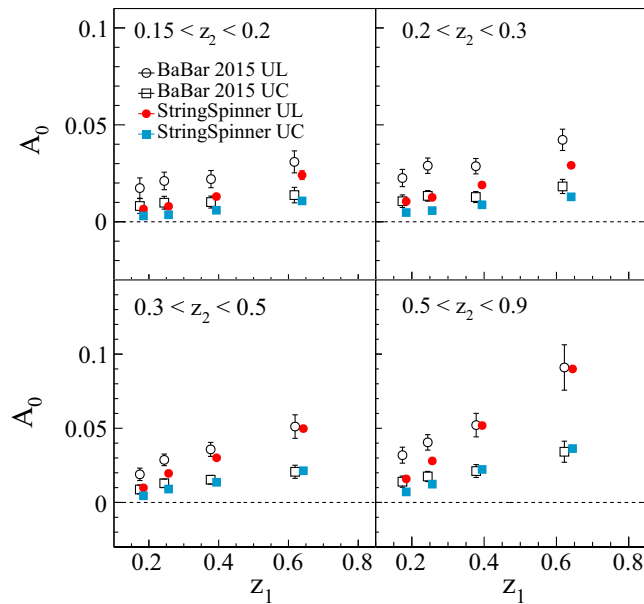 0.15 < z2 < 0.2
0.2 < z2 < 0.3
BaBar 2015 UL
BaBar 2015 UC
StringSpinner UL
StringSpinner UC
A0
0.1
0.05
0
0.3 < z2 < 0.5
0.5 < z2 < 0.9
A0
0.1
0.05
0
0.2 0.4 0.6 0.8
0.2 0.4 0.6 0.8
z1
z1